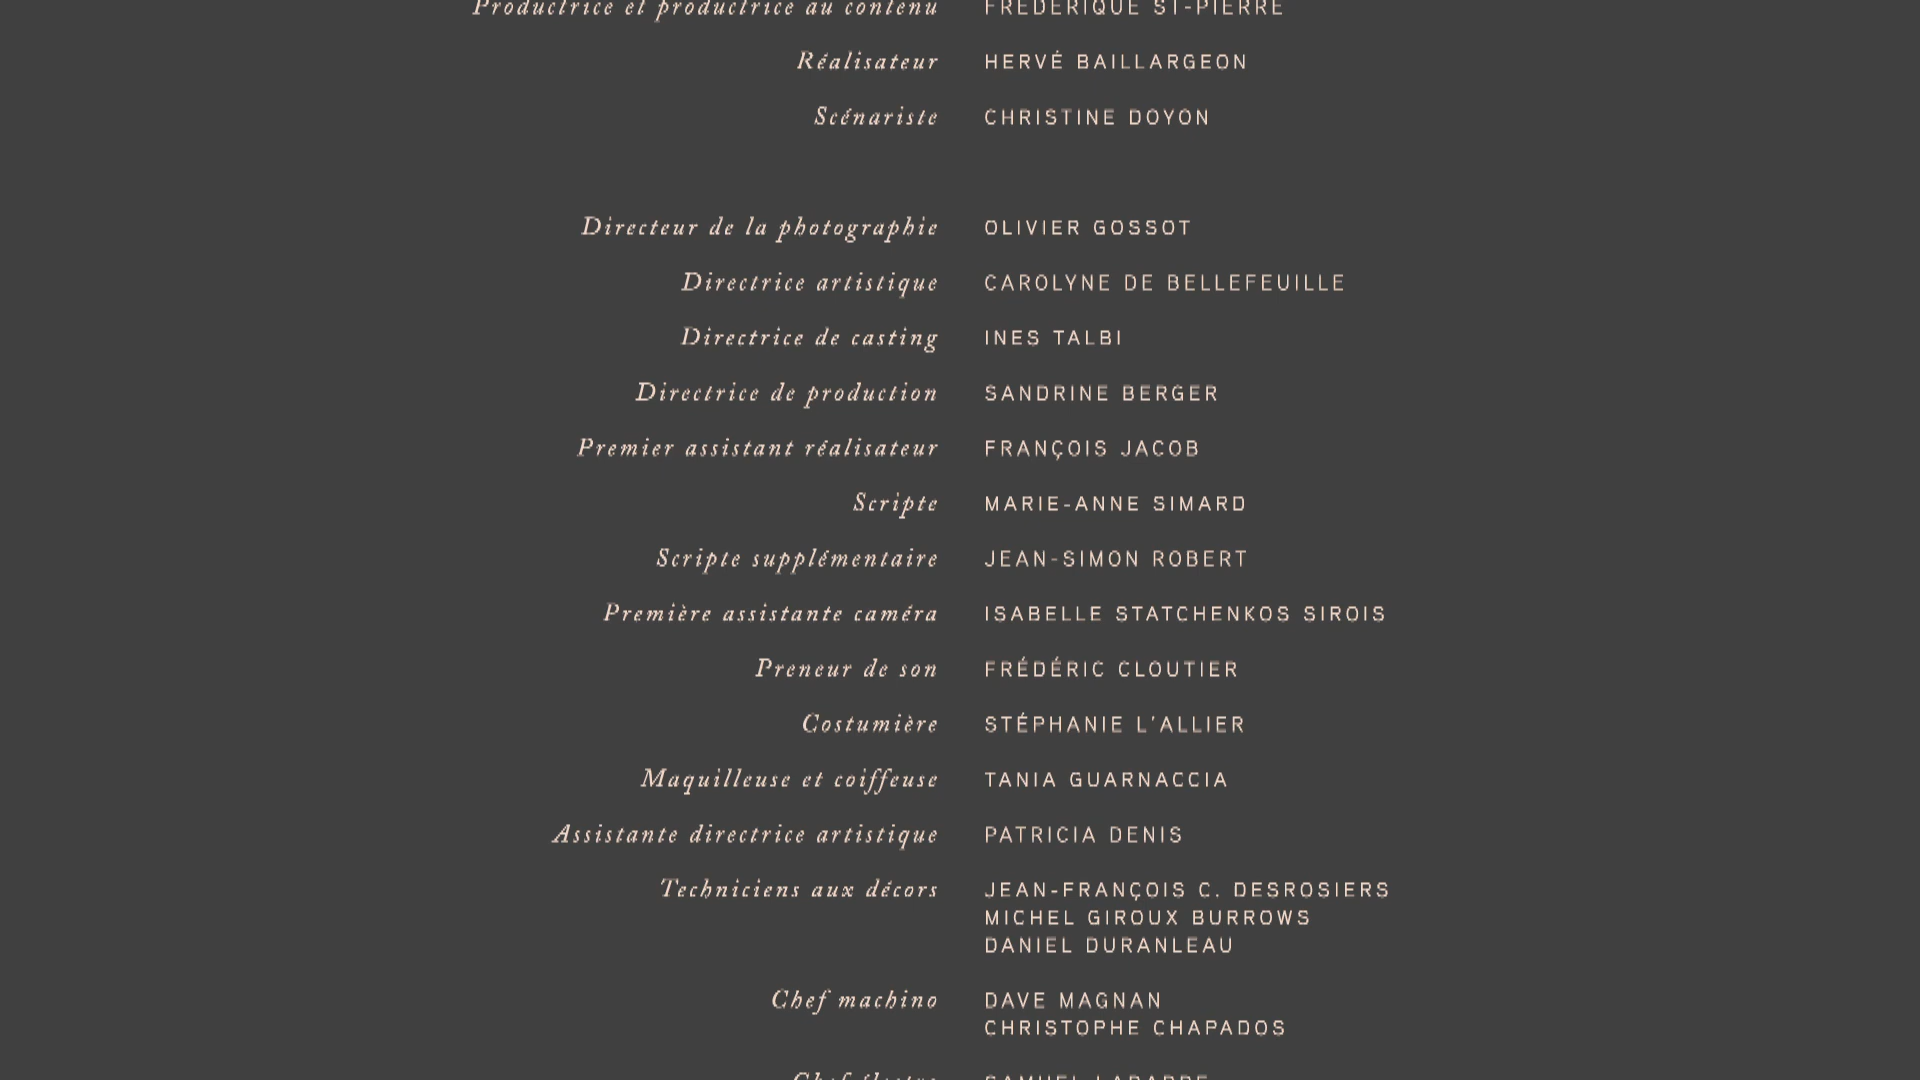 Productrice et productrice au contenu FRÉDÉRIQUE ST-PIERRE
Réalisateur HERVÉ BAILLARGEON
Scénariste CHRISTINE DOYON
Directeur de la photographie OLIVIER GOSSOT
Directrice artistique CAROLYNE DE BELLEFEUILLE
Directrice de casting INES TALBI
Directrice de production SANDRINE BERGER
Premier assistant réalisateur FRANÇOIS JACOB
Scripte MARIE-ANNE SIMARD
Scripte supplémentaire JEAN-SIMON ROBERT
Première assistante caméra ISABELLE STATCHENKOS SIROIS
Preneur de son FRÉDÉRIC CLOUTIER
Costumière STÉPHANIE L'ALLIER
Maquilleuse et coiffeuse TANIA GUARNACCIA
Assistante directrice artistique PATRICIA DENIS
Techniciens aux décors JEAN-FRANÇOIS C. DESROSIERS
MICHEL GIROUX BURROWS
DANIEL DURANLEAU
Chef machino DAVE MAGNAN
CHRISTOPHE CHAPADOS
Chef SAMUEL